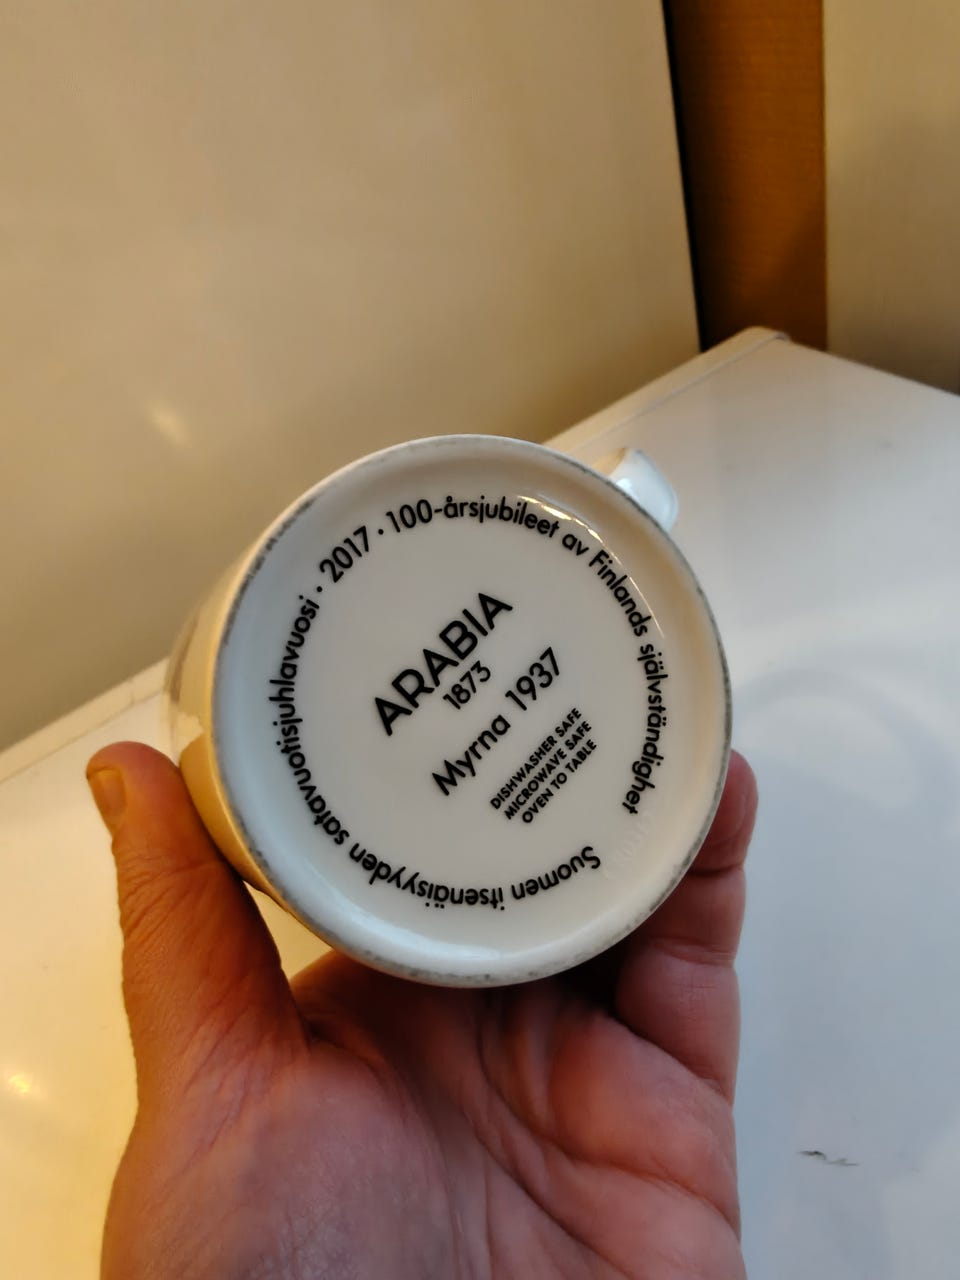 Suomen itsenäisyyden satavuotisjuhlavuosi · 2017 · 100-årsjubileet av Finlands självständighet
ARABIA
1873
Myrna 1937
DISHWASHER SAFE
MICROWAVE SAFE
OVEN TO TABLE